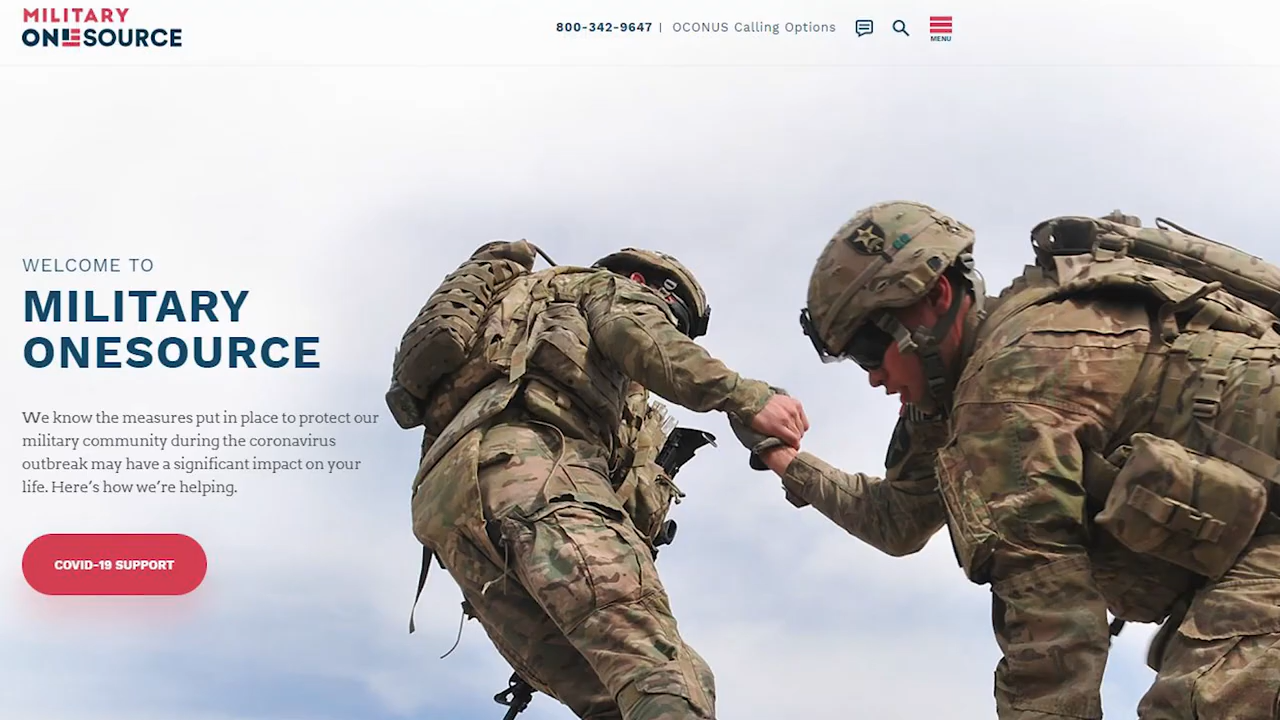 MILITARY
ONESOURCE
800-342-9647 | OCONUS Calling Options
MENU
WELCOME TO
MILITARY
ONESOURCE
We know the measures put in place to protect our
military community during the coronavirus
outbreak may have a significant impact on your
life. Here's how we're helping.
COVID-19 SUPPORT